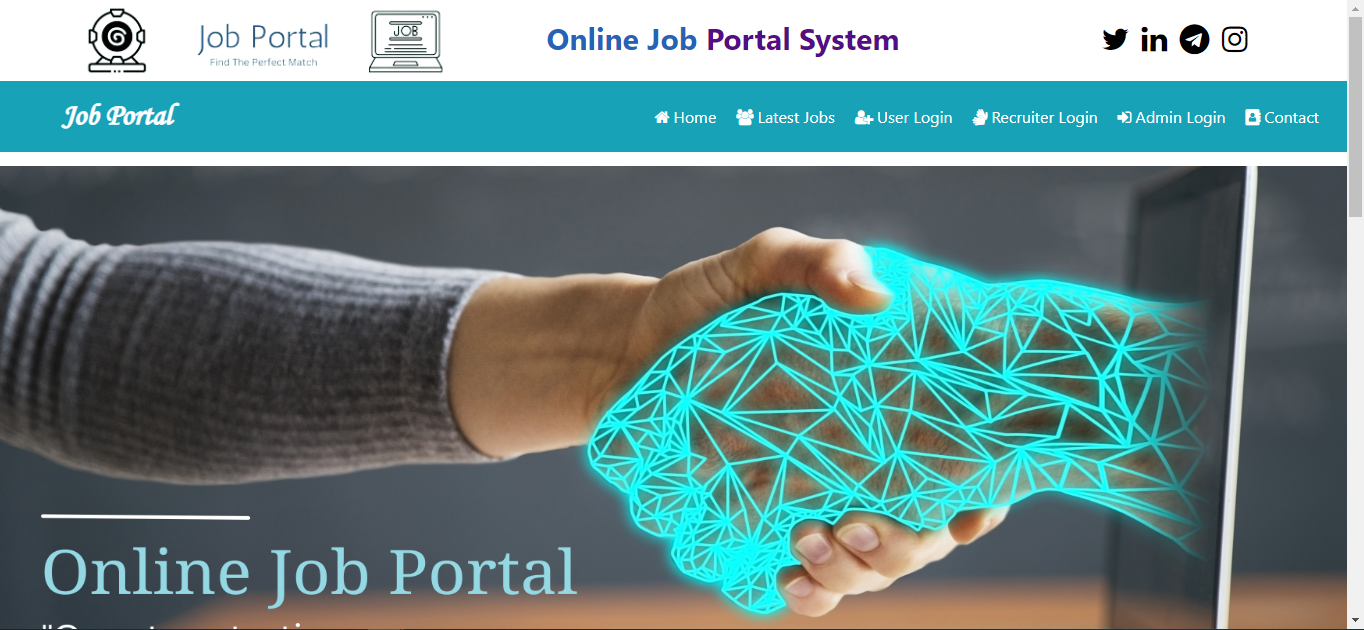 Job Portal
Find The Perfect Match
JOB
Online Job Portal System
Job Portal
Home Latest Jobs User Login Recruiter Login Admin Login Contact
Online Job Portal